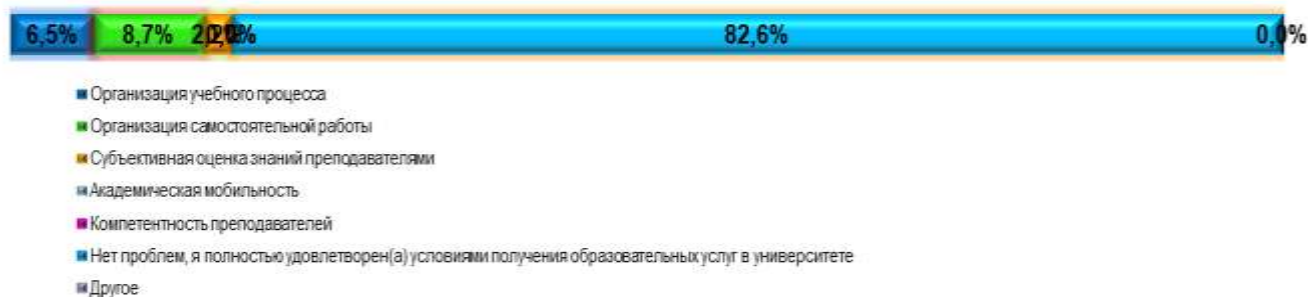 6,5% 8,7% 82,6% 0,0%
Организация учебного процесса
Организация самостоятельной работы
Субъективная оценка знаний преподавателями
Академическая мобильность
Компетентность преподавателей
Нет проблем, я полностью удовлетворен(а) условиями получения образовательных услуг в университете
Другое